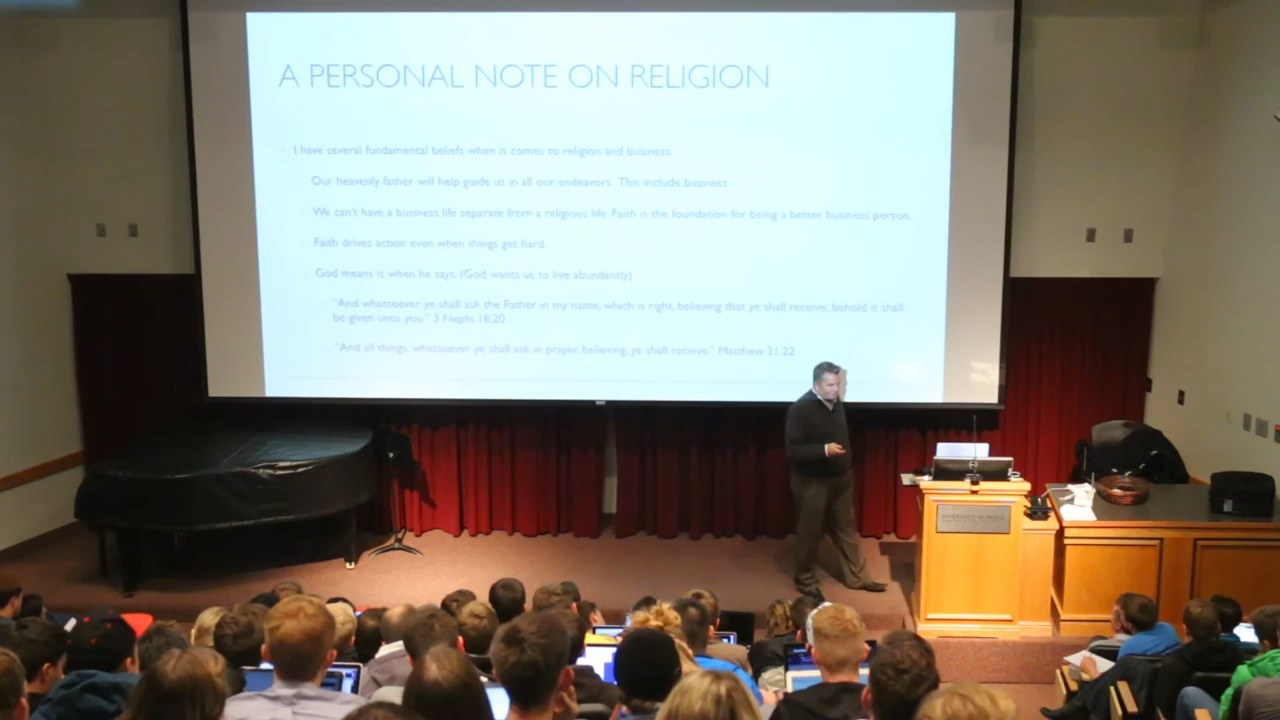 A PERSONAL NOTE ON RELIGION
I have several fundamental beliefs when is comes to religion and business.
Our heavenly father will help guide us in all our endeavors. This include business.
We can't have a business life separate from a religious life. Faith is the foundation for being a better business person.
Faith drives action even when things get hard.
God means is when he says: (God wants us to live abundantly)
"And whatsoever ye shall ask the Father in my name, which is right, believing that ye shall receive, behold it shall
be given unto you." 3 Nephi 18:20
"And all things, whatsoever ye shall ask in prayer, believing, ye shall receive." Matthew 21:22